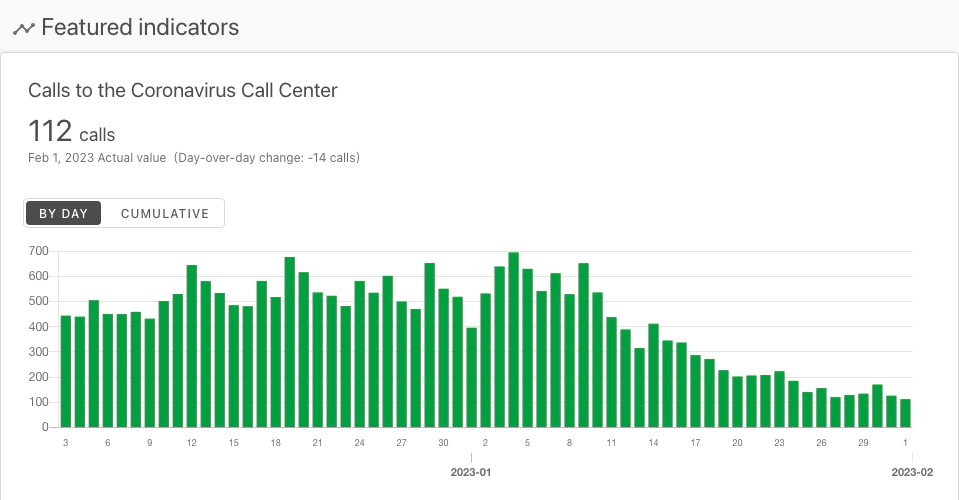 Featured indicators
Calls to the Coronavirus Call Center
112 calls
Feb 1, 2023 Actual value (Day-over-day change: -14 calls)
BY DAY CUMULATIVE
700
600
500
400
300
200
100
0
3 6 9 12 15 18 21 24 27 30 2 5 8 11 14 17 20 23 26 29 1
2023-01 2023-02